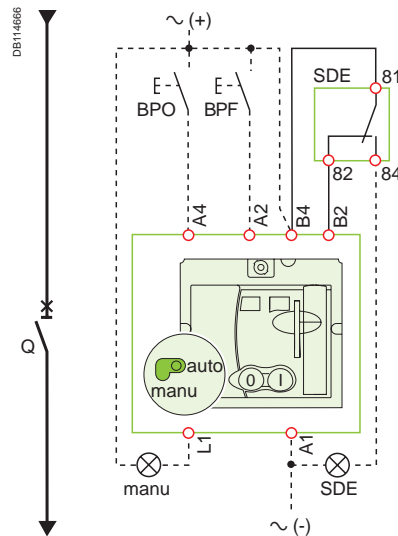 DB114666
(+)
SDE
81
BPO
BPF
82
84
A4
A2
B4
B2
Q
auto
manu
0
I
L1
A1
manu
SDE
(-)